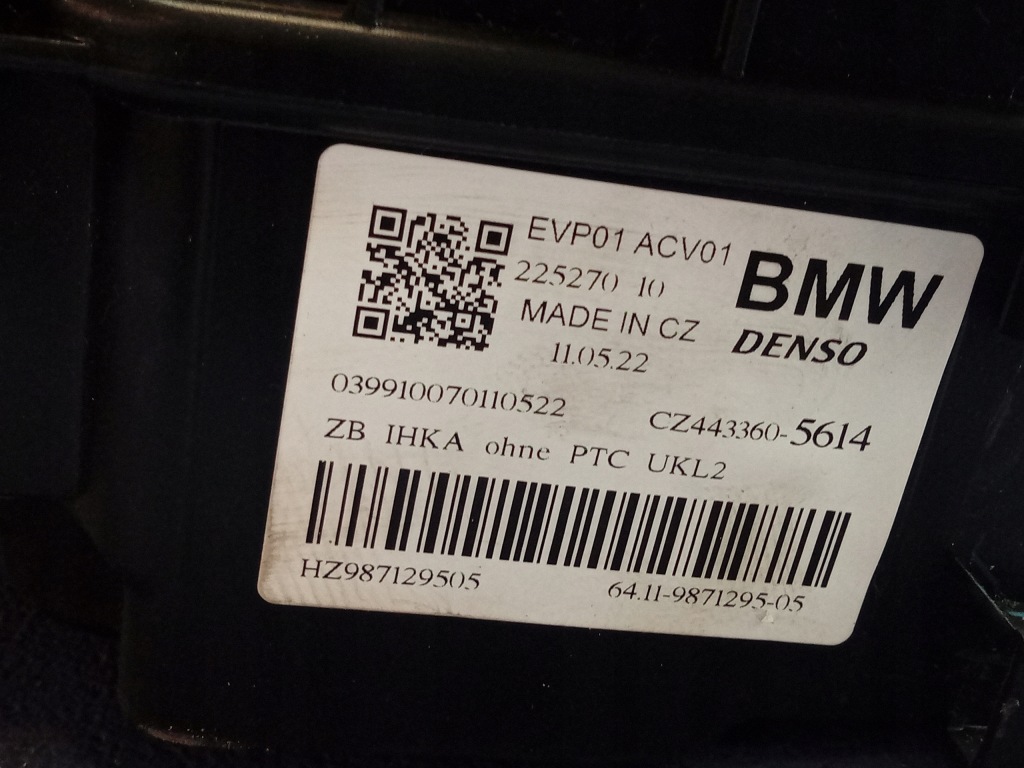 EVP01 ACV01
225270 10
MADE IN CZ
11.05.22
BMW
DENSO
039910070110522
CZ443360-5614
ZB IHKA ohne PTC UKL2
HZ987129505
64.11-9871295-05